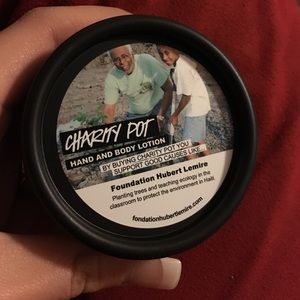 CHARITY POT
HAND AND BODY LOTION
BY BUYING CHARITY POT YOU
SUPPORT GOOD CAUSES LIKE...
Foundation Hubert Lemire
Planting trees and teaching ecology in the
classroom to protect the environment in Haiti.
fondationhubertlemire.com